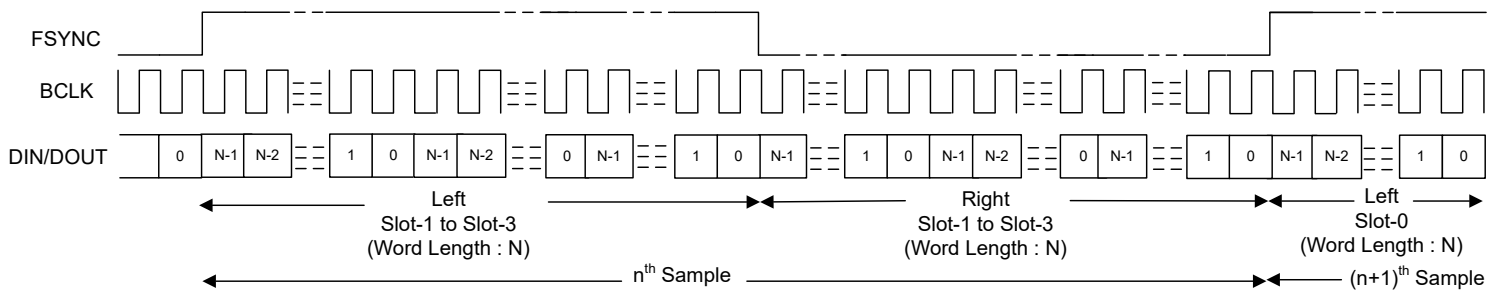 FSYNC
BCLK
DIN/DOUT
0 N-1 N-2 1 0 N-1 N-2 0 N-1 1 0 N-1 1 0 N-1 N-2 0 N-1 1 0 N-1 N-2 1 0
Left
Slot-1 to Slot-3
(Word Length : N)
Right
Slot-1 to Slot-3
(Word Length : N)
Left
Slot-0
(Word Length : N)
nth Sample
(n+1)th Sample